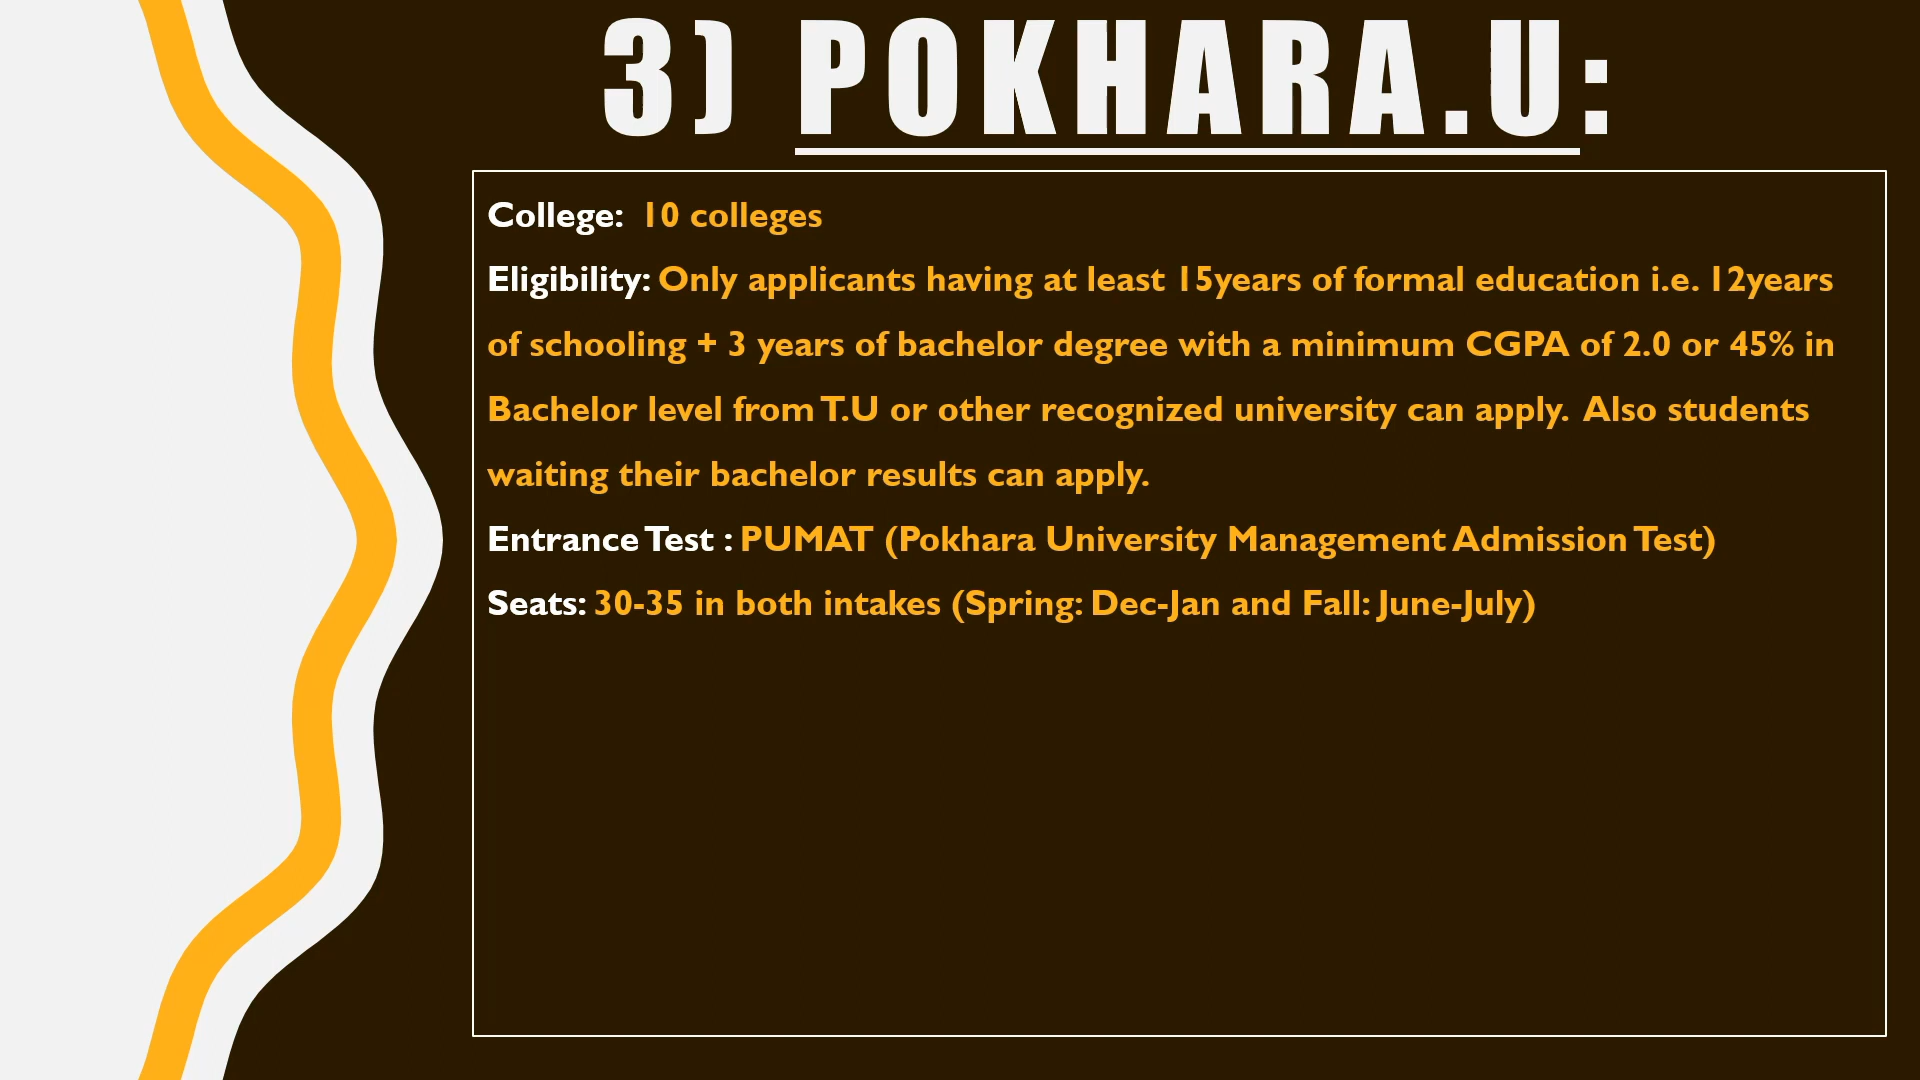 3) POKHARA.U:
College: 10 colleges
Eligibility: Only applicants having at least 15years of formal education i.e. 12years
of schooling + 3 years of bachelor degree with a minimum CGPA of 2.0 or 45% in
Bachelor level from T.U or other recognized university can apply. Also students
waiting their bachelor results can apply.
Entrance Test : PUMAT (Pokhara University Management Admission Test)
Seats: 30-35 in both intakes (Spring: Dec-Jan and Fall: June-July)